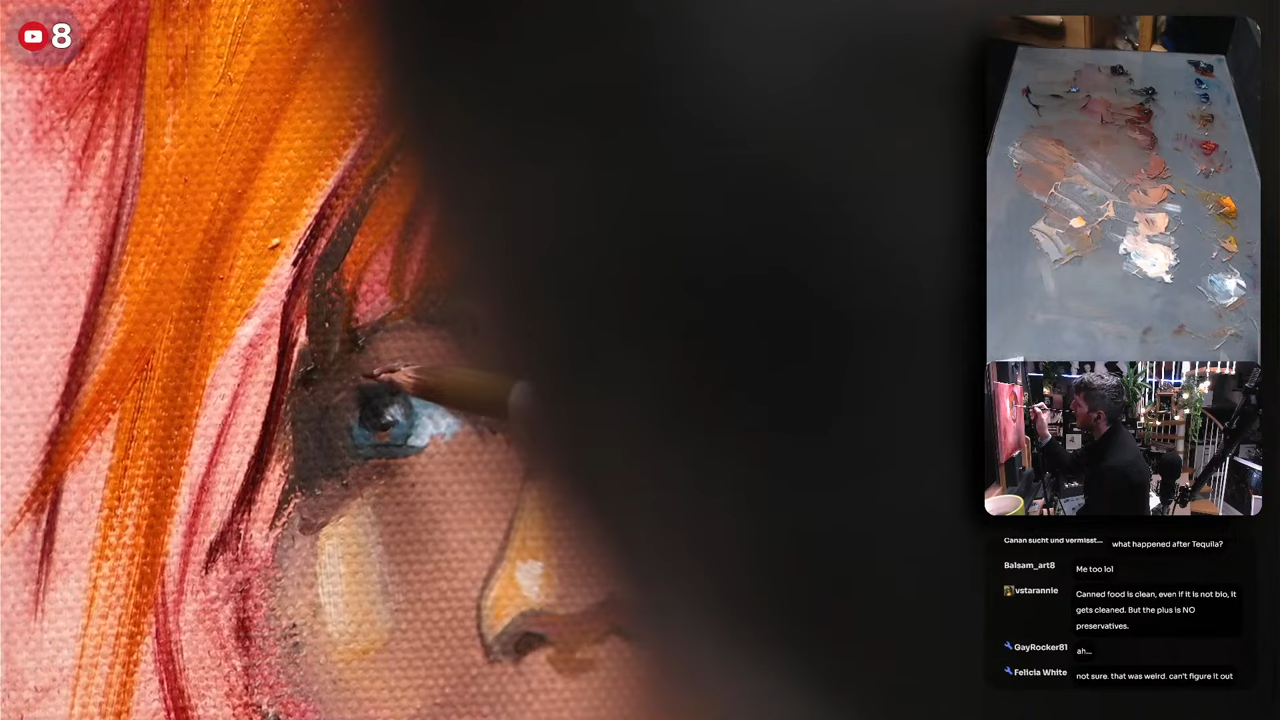 8
Canan sucht und vermisst... what happened after Tequila?
Balsam_art8 Me too lol
vstarannie Canned food is clean, even if it is not bio, it
gets cleaned. But the plus is NO
preservatives.
GayRocker81 ah...
Felicia White not sure. that was weird. can't figure it out